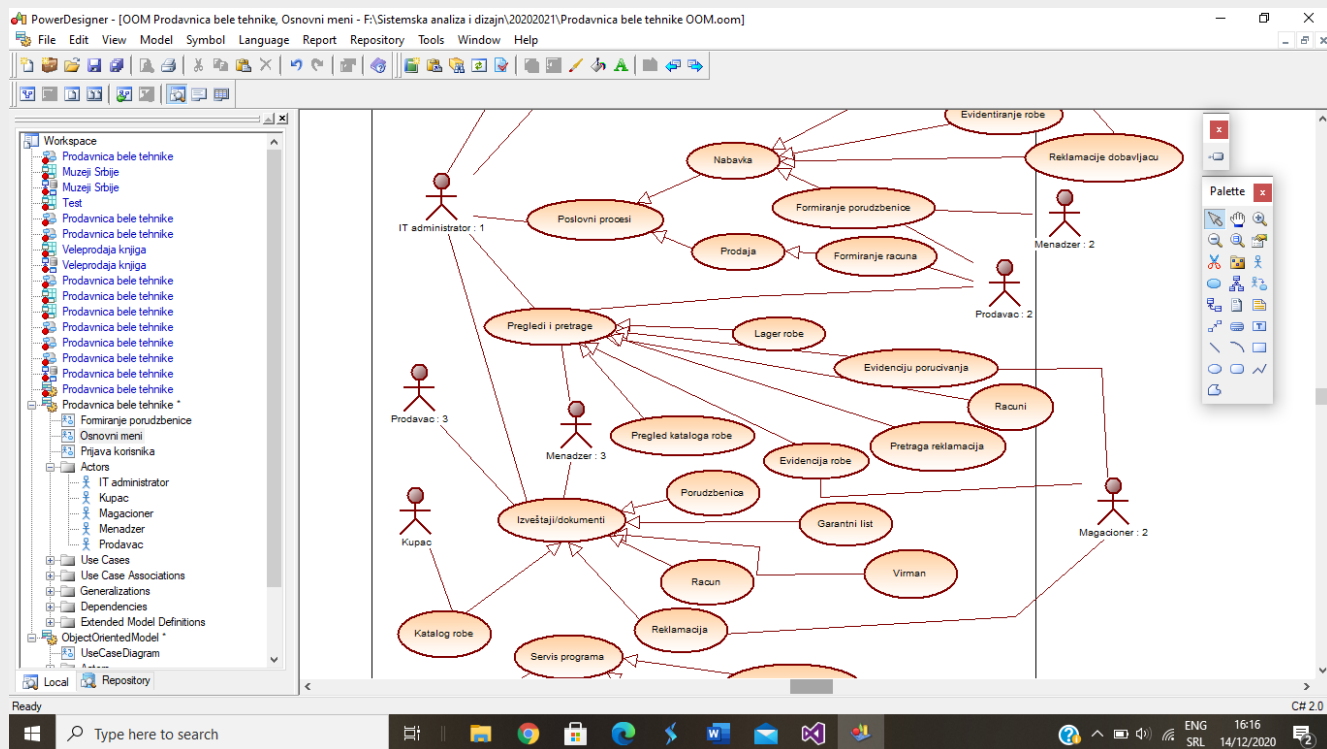 PowerDesigner - [OOM Prodavnica bele tehnike, Osnovni meni - F:\Sistemska analiza i dizajn\20202021\Prodavnica bele tehnike OOM.oom]
File Edit View Model Symbol Language Report Repository Tools Window Help
Workspace
Prodavnica bele tehnike
Muzeji Srbije
Muzeji Srbije
Test
Prodavnica bele tehnike
Prodavnica bele tehnike
Veleprodaja knjiga
Veleprodaja knjiga
Prodavnica bele tehnike
Prodavnica bele tehnike
Prodavnica bele tehnike
Prodavnica bele tehnike
Prodavnica bele tehnike
Prodavnica bele tehnike
Prodavnica bele tehnike
Prodavnica bele tehnike
Prodavnica bele tehnike *
Formiranje porudzbenice
Osnovni meni
Prijava korisnika
Actors
IT administrator
Kupac
Magacioner
Menadzer
Prodavac
Use Cases
Use Case Associations
Generalizations
Dependencies
Extended Model Definitions
ObjectOrientedModel *
UseCaseDiagram
Local Repository
Evidentiranje robe
Nabavka
Reklamacije dobavljacu
IT administrator : 1
Poslovni procesi
Formiranje porudzbenice
Menadzer : 2
Prodaja
Formiranje racuna
Prodavac : 2
Pregledi i pretrage
Lager robe
Evidenciju porucivanja
Prodavac : 3
Racuni
Pregled kataloga robe
Pretraga reklamacija
Menadzer : 3
Evidencija robe
Porudzbenica
Izveštaji/dokumenti
Garantni list
Magacioner : 2
Kupac
Racun
Virman
Katalog robe
Reklamacija
Servis programa
Palette
Ready
C# 2.0
Type here to search
ENG
SRL
16:16
14/12/2020
2